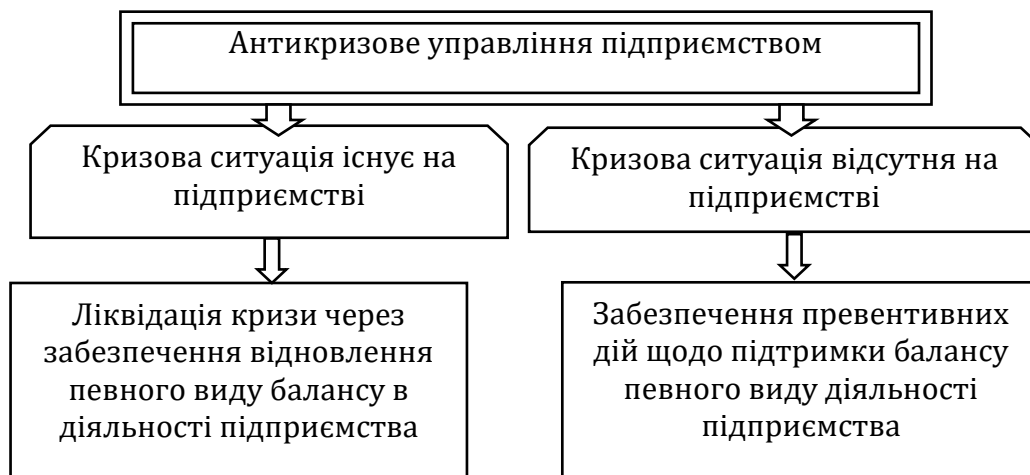 Антикризове управління підприємством
Кризова ситуація існує на
підприємстві
Кризова ситуація відсутня на
підприємстві
Ліквідація кризи через
забезпечення відновлення
певного виду балансу в
діяльності підприємства
Забезпечення превентивних
дій щодо підтримки балансу
певного виду діяльності
підприємства